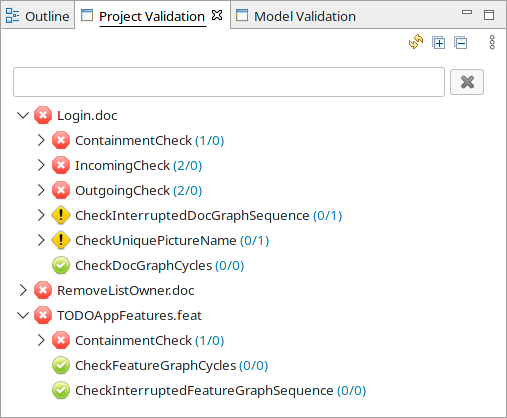 Outline Project Validation Model Validation
Login.doc
ContainmentCheck (1/0)
IncomingCheck (2/0)
OutgoingCheck (2/0)
CheckInterruptedDocGraphSequence (0/1)
CheckUniquePictureName (0/1)
CheckDocGraphCycles (0/0)
RemoveListOwner.doc
TODOAppFeatures.feat
ContainmentCheck (1/0)
CheckFeatureGraphCycles (0/0)
CheckInterruptedFeatureGraphSequence (0/0)